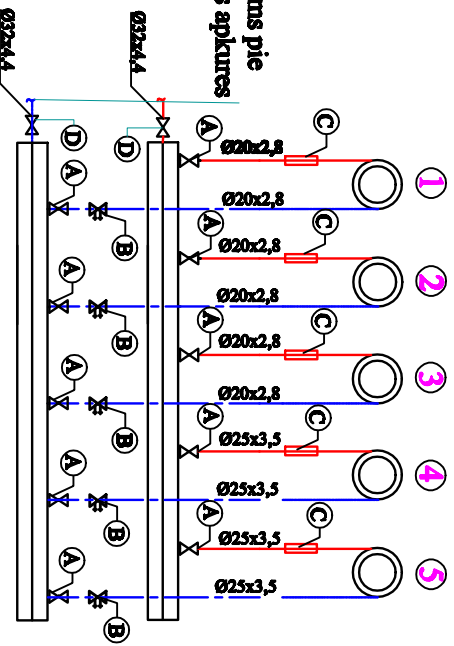 ms pie
s apkures
Ø32x4,4
Ø32x4,4
D
D
A
A
A
A
A
A
A
A
A
A
B
B
B
B
B
C
C
C
C
C
Ø20x2,8
Ø20x2,8
Ø20x2,8
Ø20x2,8
Ø20x2,8
Ø20x2,8
Ø25x3,5
Ø25x3,5
Ø25x3,5
Ø25x3,5
1
2
3
4
5